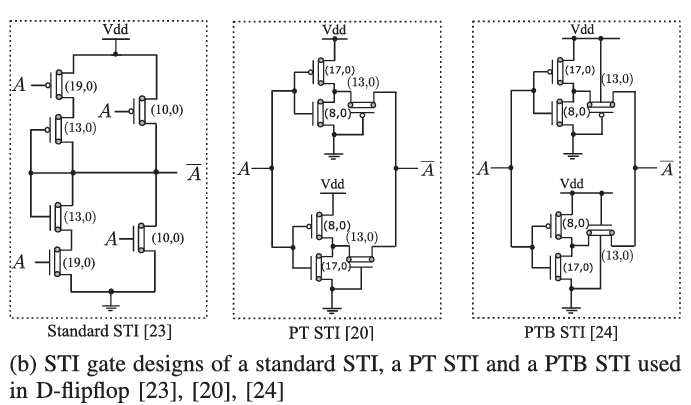 Vdd
Vdd
Vdd
A
(19,0)
A
(10,0)
(13,0)
A
(13,0)
A
(10,0)
A
(19,0)
Standard STI [23]
(17,0)
(13,0)
(8,0)
A
A
Vdd
(8,0)
(13,0)
(17,0)
PT STI [20]
(17,0)
(13,0)
(8,0)
A
A
Vdd
(8,0)
(17,0)
(13,0)
PTB STI [24]
(b) STI gate designs of a standard STI, a PT STI and a PTB STI used
in D-flipflop [23], [20], [24]